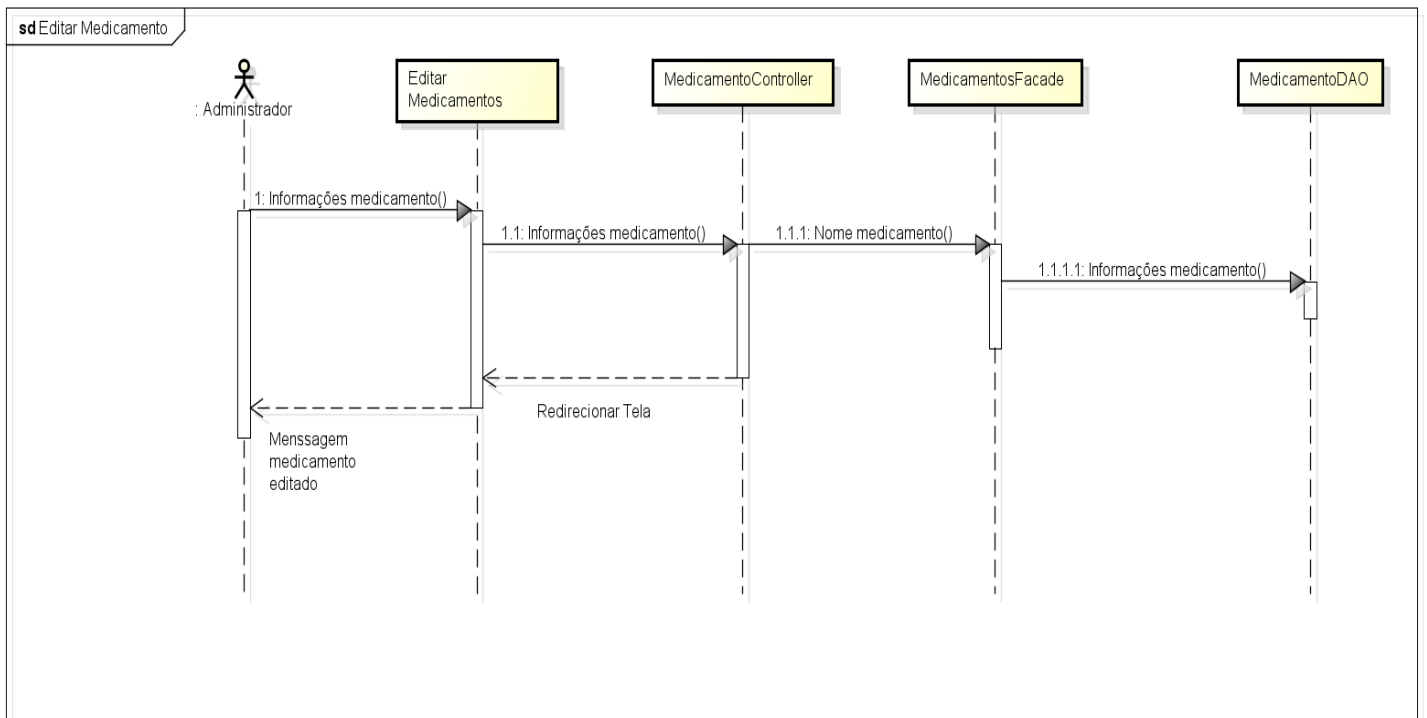 sd Editar Medicamento
: Administrador
Editar
Medicamentos
MedicamentoController
MedicamentosFacade
MedicamentoDAO
1: Informações medicamento()
1.1: Informações medicamento()
1.1.1: Nome medicamento()
1.1.1.1: Informações medicamento()
Redirecionar Tela
Menssagem
medicamento
editado